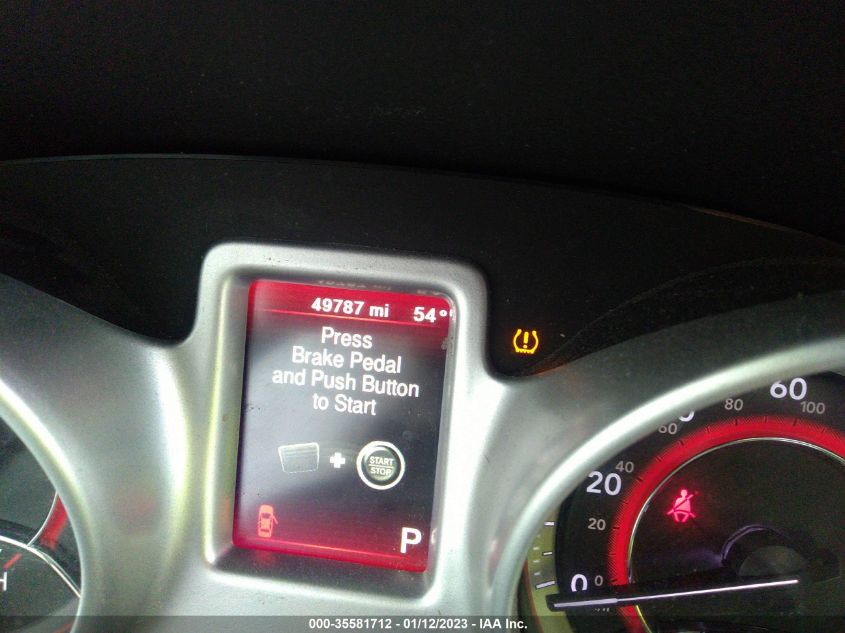 49787 mi 54°
Press
Brake Pedal
and Push Button
to Start
START
STOP
P
H
0
20
60
0
20
40
60
80
100
000-35581712 - 01/12/2023 - IAA Inc.